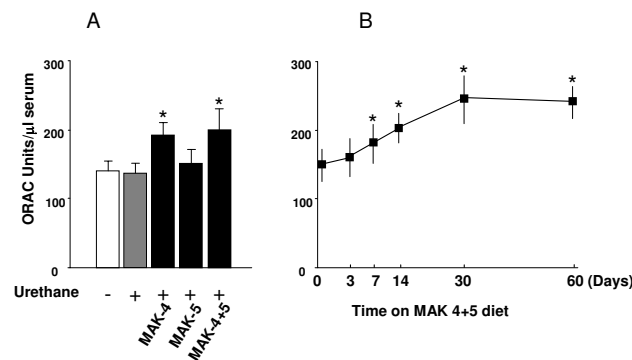 A
B
ORAC Units/µl serum
300
200
100
0
*
*
Urethane
- + + + +
MAK-4
MAK-5
MAK-4+5
300
200
100
0
*
*
*
*
0 3 7 14 30 60 (Days)
Time on MAK 4+5 diet